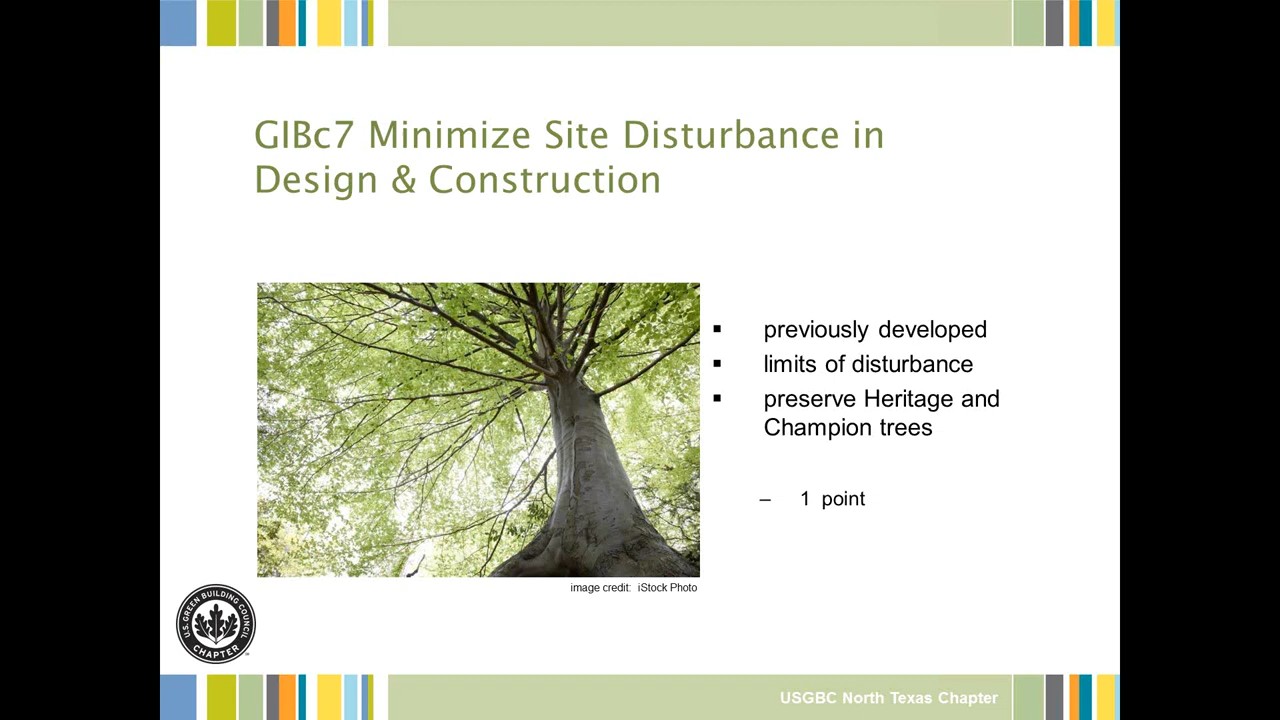 GIBc7 Minimize Site Disturbance in
Design & Construction
▪ previously developed
▪ limits of disturbance
▪ preserve Heritage and
Champion trees
– 1 point
image credit: iStock Photo
U.S. GREEN BUILDING COUNCIL
CHAPTER
USGBC North Texas Chapter